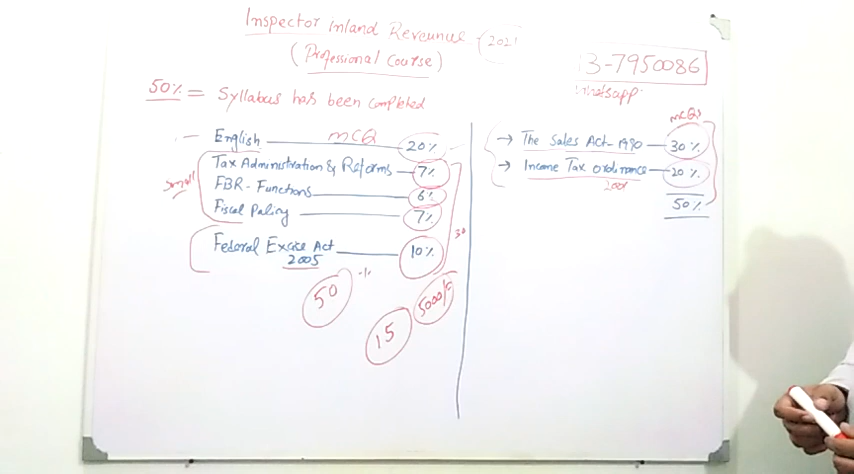 Inspector inland Revenue (2021
(Professional Course)
50% = Syllabus has been completed
3-7950086
whatsapp
English MCQ 20%
Tax Administration & Reforms 7%
FBR - Functions 6%
Fiscal Policy 7%
Small
30
Federal Excise Act 10%
2005
50 %
15
5000/=
MCQs
→ The Sales Act-1990 30%
→ Income Tax ordinance 20%
2001
50%